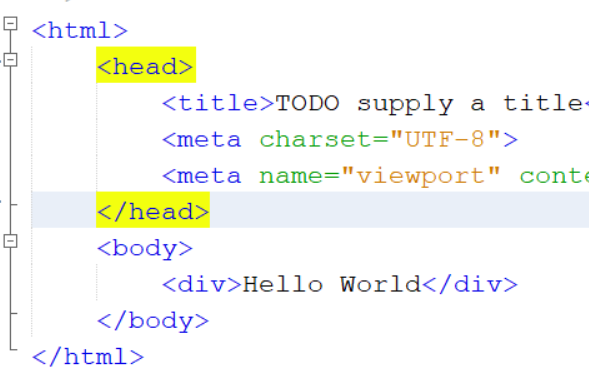 <html>
<head>
<title>TODO supply a title<
<meta charset="UTF-8">
<meta name="viewport" conte
</head>
<body>
<div>Hello World</div>
</body>
</html>